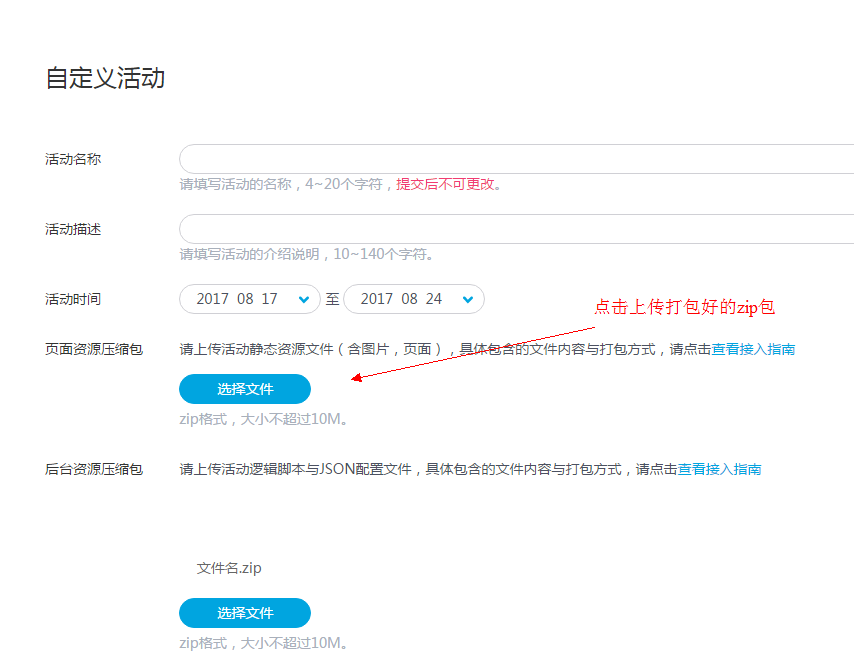 自定义活动
活动名称
请填写活动的名称，4~20个字符，提交后不可更改。
活动描述
请填写活动的介绍说明，10~140个字符。
活动时间 2017 08 17 至 2017 08 24
点击上传打包好的zip包
页面资源压缩包 请上传活动静态资源文件（含图片，页面），具体包含的文件内容与打包方式，请点击查看接入指南
选择文件
zip格式，大小不超过10M。
后台资源压缩包 请上传活动逻辑脚本与JSON配置文件，具体包含的文件内容与打包方式，请点击查看接入指南
文件名.zip
选择文件
zip格式，大小不超过10M。